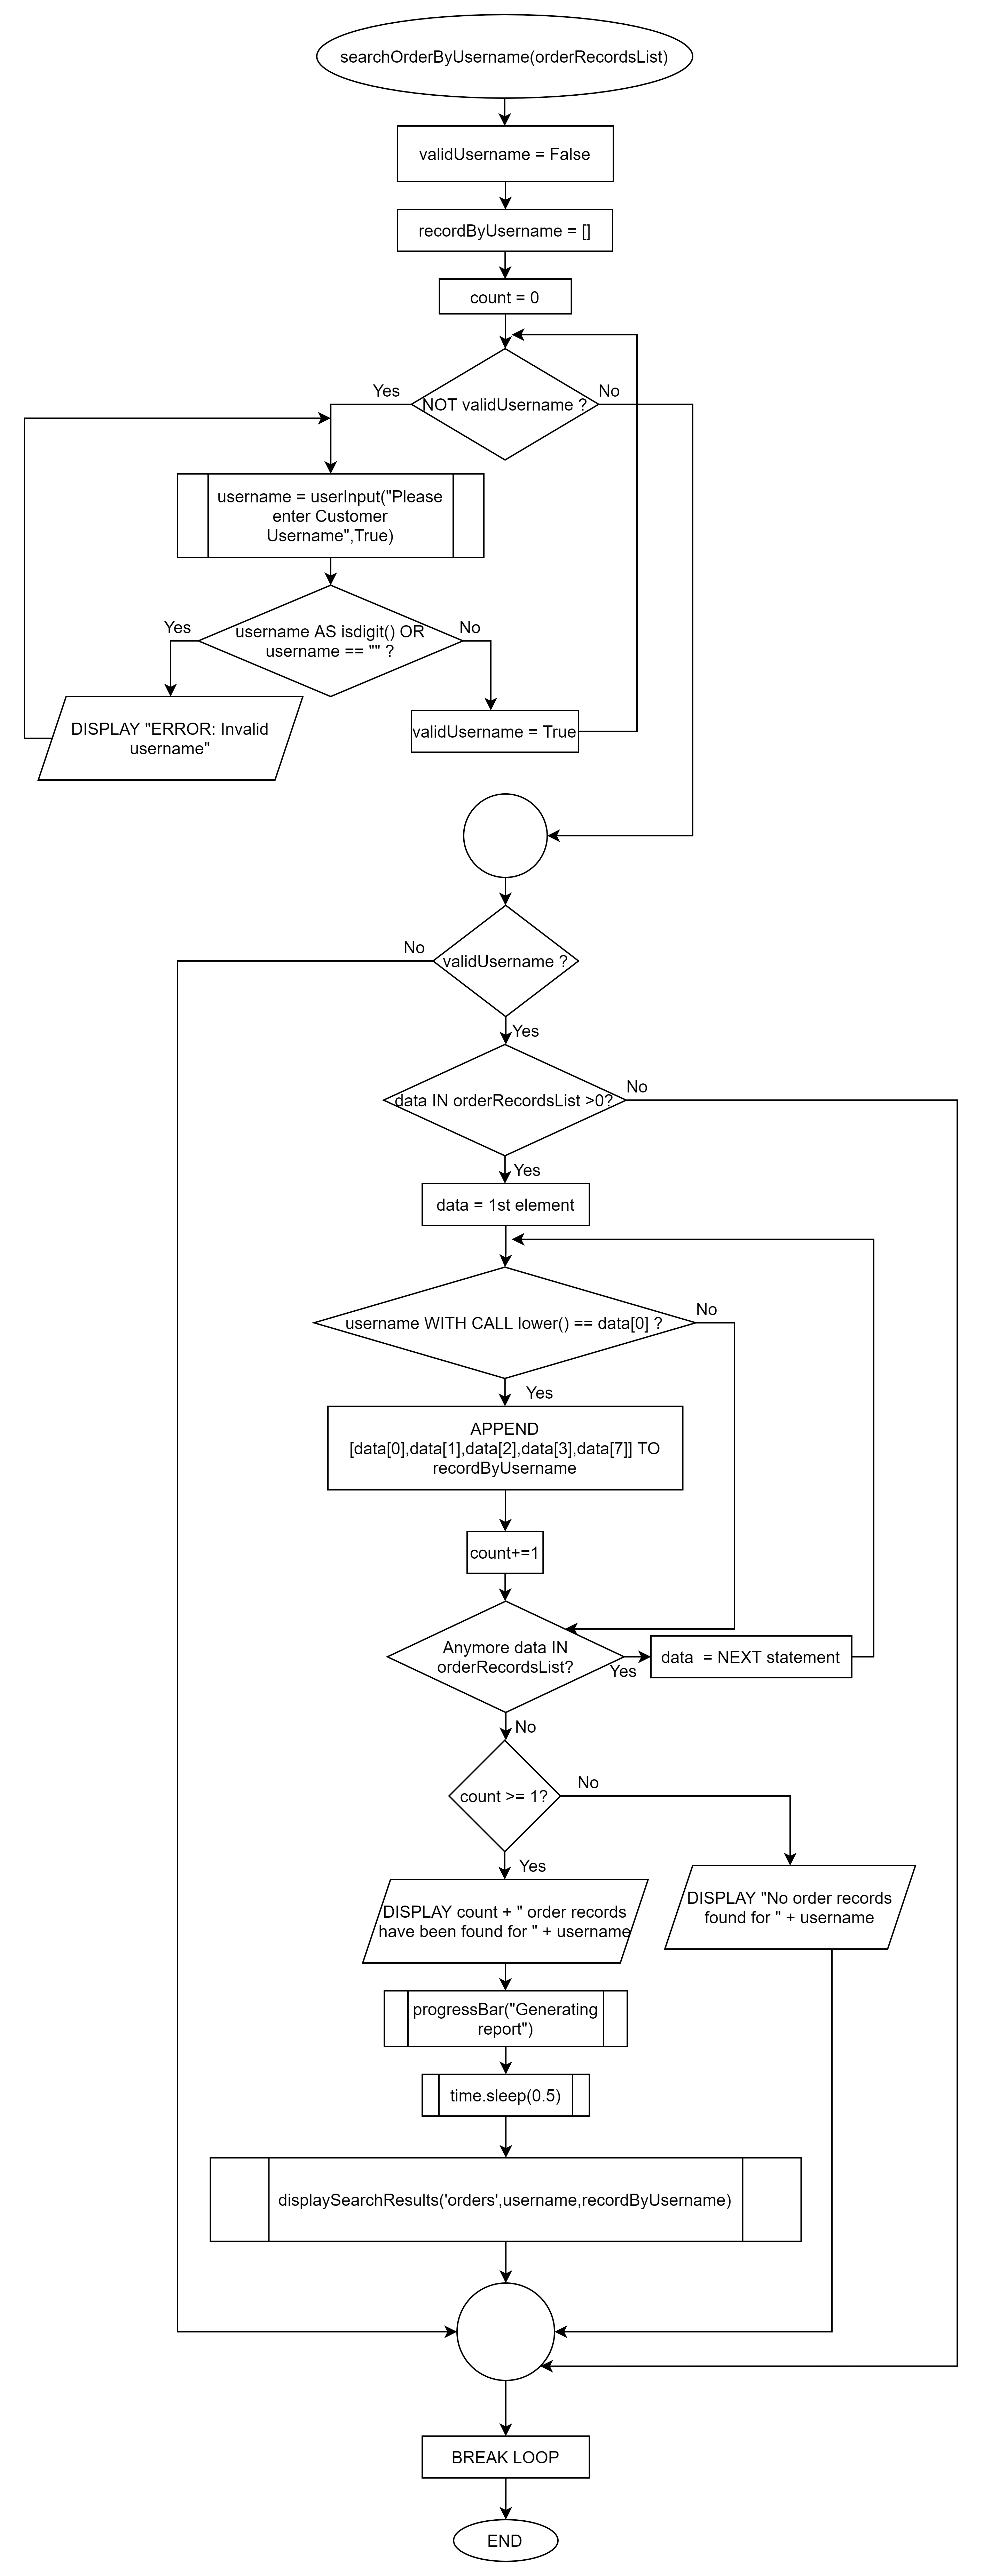 searchOrderByUsername(orderRecordsList)
validUsername = False
recordByUsername = []
count = 0
Yes
No
NOT validUsername ?
username = userInput("Please
enter Customer
Username",True)
Yes
No
username AS isdigit() OR
username == "" ?
DISPLAY "ERROR: Invalid
username"
validUsername = True
No
validUsername ?
Yes
No
data IN orderRecordsList >0?
Yes
data = 1st element
No
username WITH CALL lower() == data[0] ?
Yes
APPEND
[data[0],data[1],data[2],data[3],data[7]] TO
recordByUsername
count+=1
Anymore data IN
orderRecordsList?
Yes
data  = NEXT statement
No
No
count >= 1?
Yes
DISPLAY count + " order records
have been found for " + username
DISPLAY "No order records
found for " + username
progressBar("Generating
report")
time.sleep(0.5)
displaySearchResults('orders',username,recordByUsername)
BREAK LOOP
END